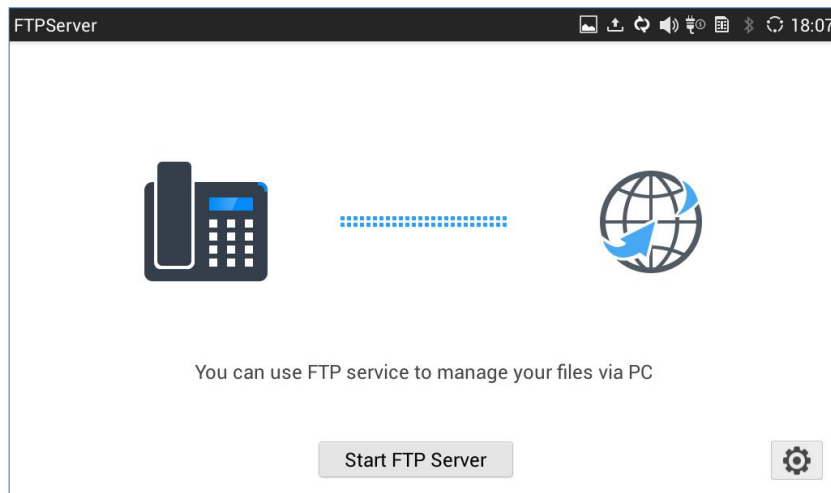 FTPServer 18:07
You can use FTP service to manage your files via PC
Start FTP Server